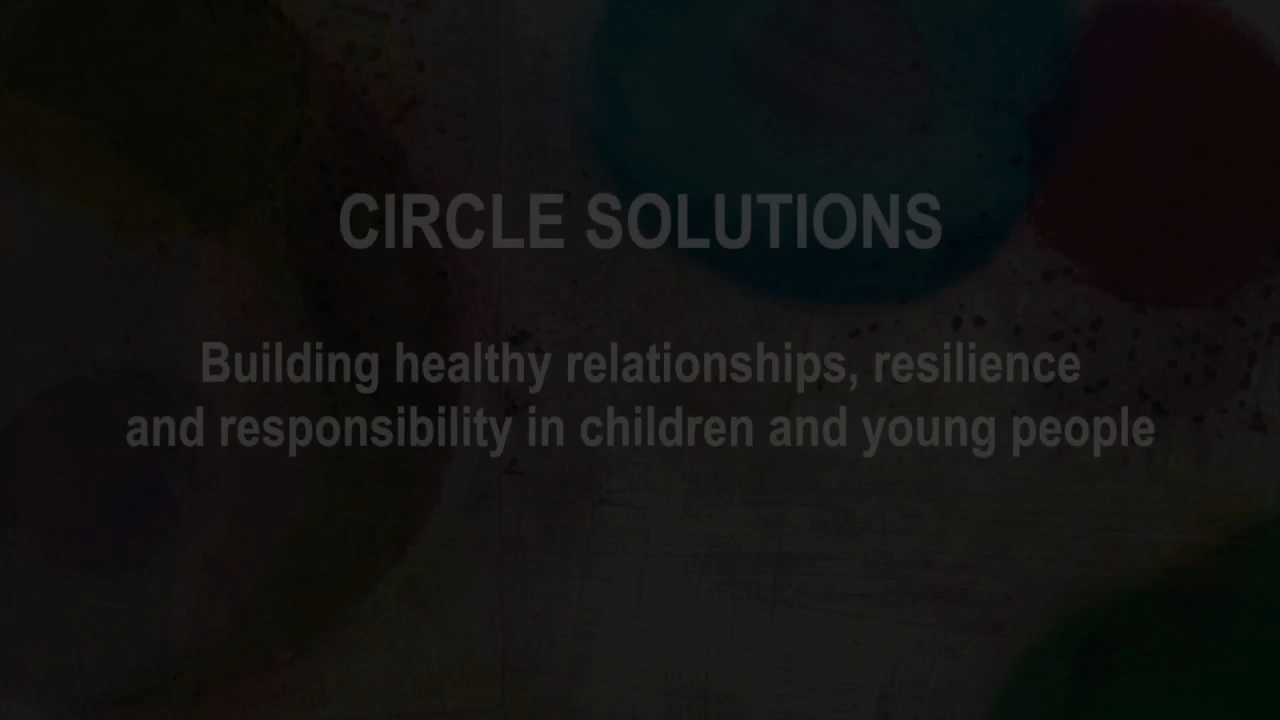 CIRCLE SOLUTIONS
Building healthy relationships, resilience
and responsibility in children and young people